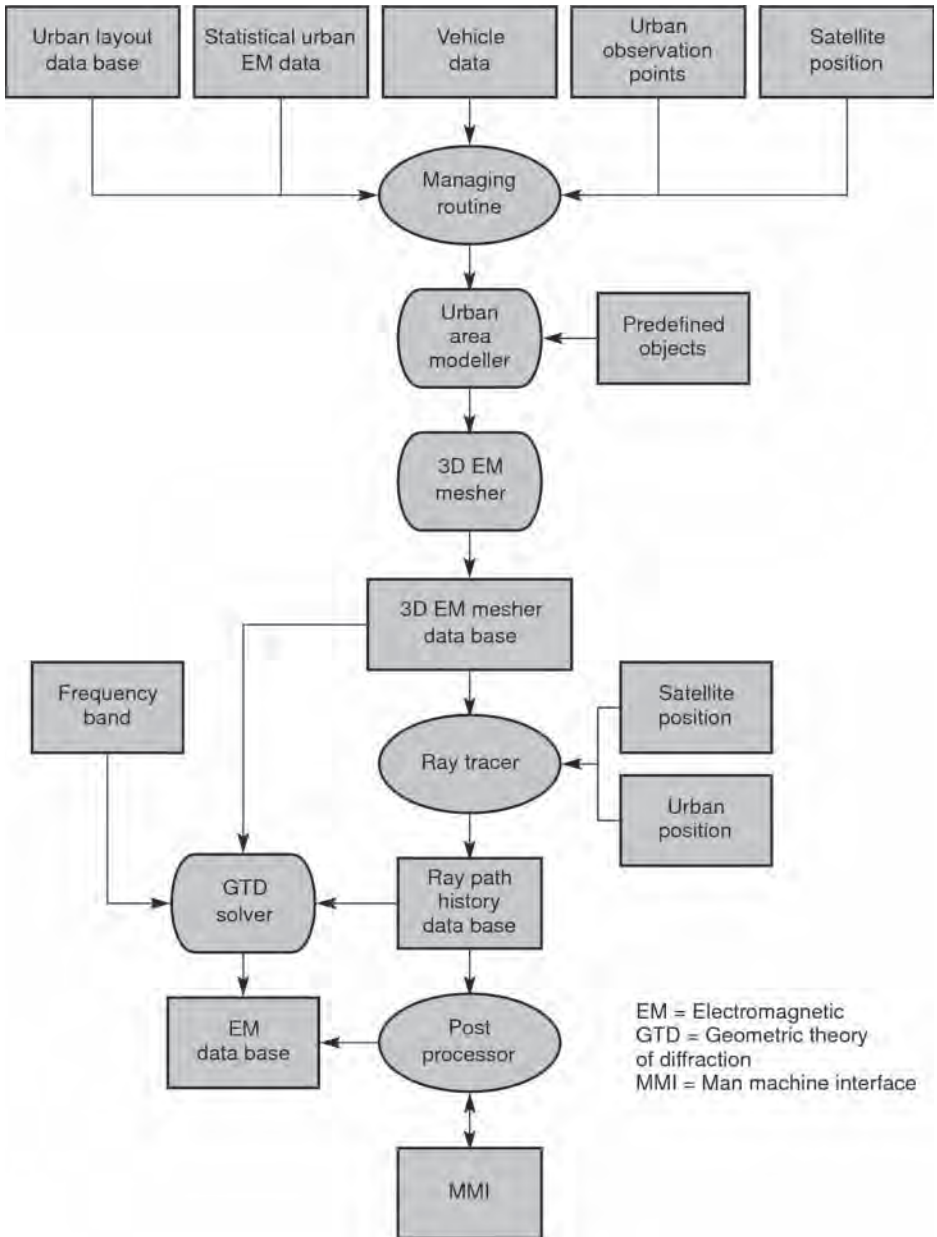 Urban layout
data base
Statistical urban
EM data
Vehicle
data
Urban
observation
points
Satellite
position
Managing
routine
Urban
area
modeller
Predefined
objects
3D EM
mesher
3D EM mesher
data base
Frequency
band
Satellite
position
Ray tracer
Urban
position
GTD
solver
Ray path
history
data base
EM
data base
Post
processor
EM = Electromagnetic
GTD = Geometric theory
of diffraction
MMI = Man machine interface
MMI